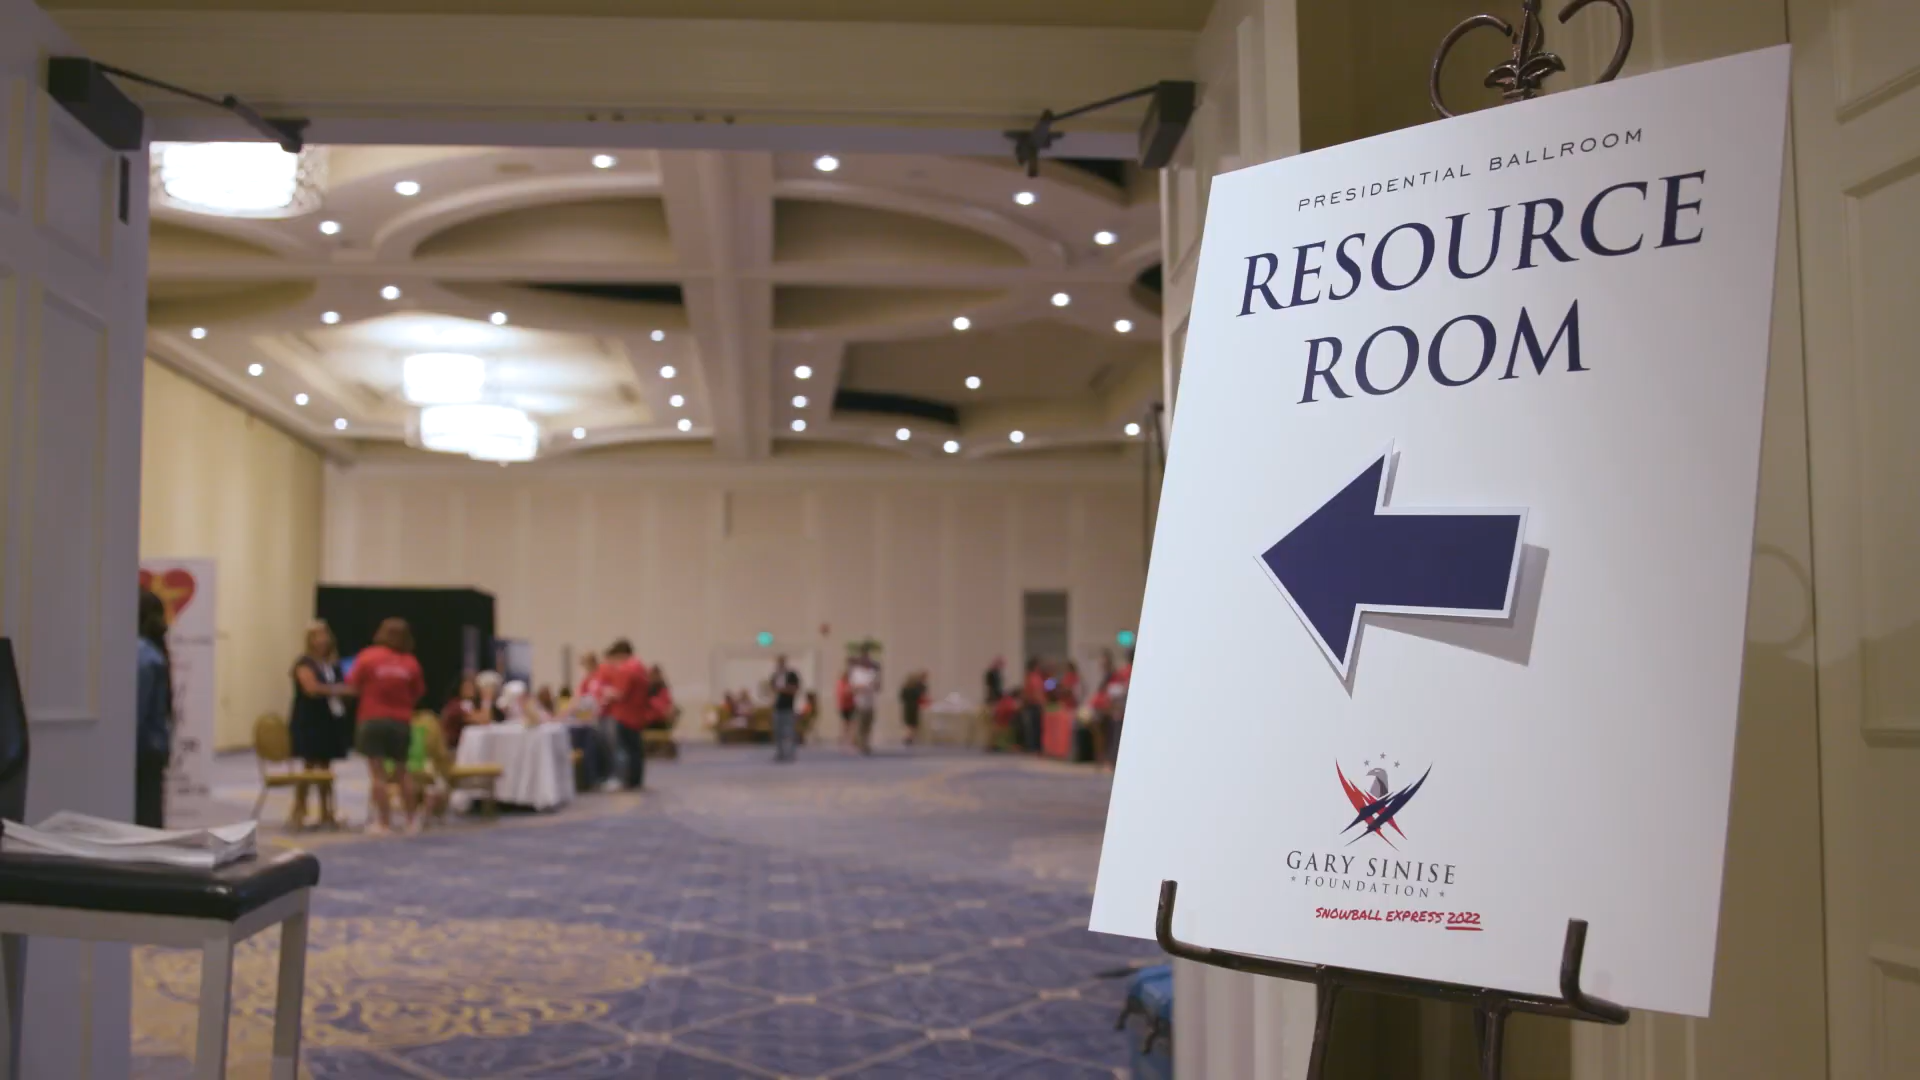 PRESIDENTIAL BALLROOM
RESOURCE
ROOM
GARY SINISE
* FOUNDATION *
SNOWBALL EXPRESS 2022